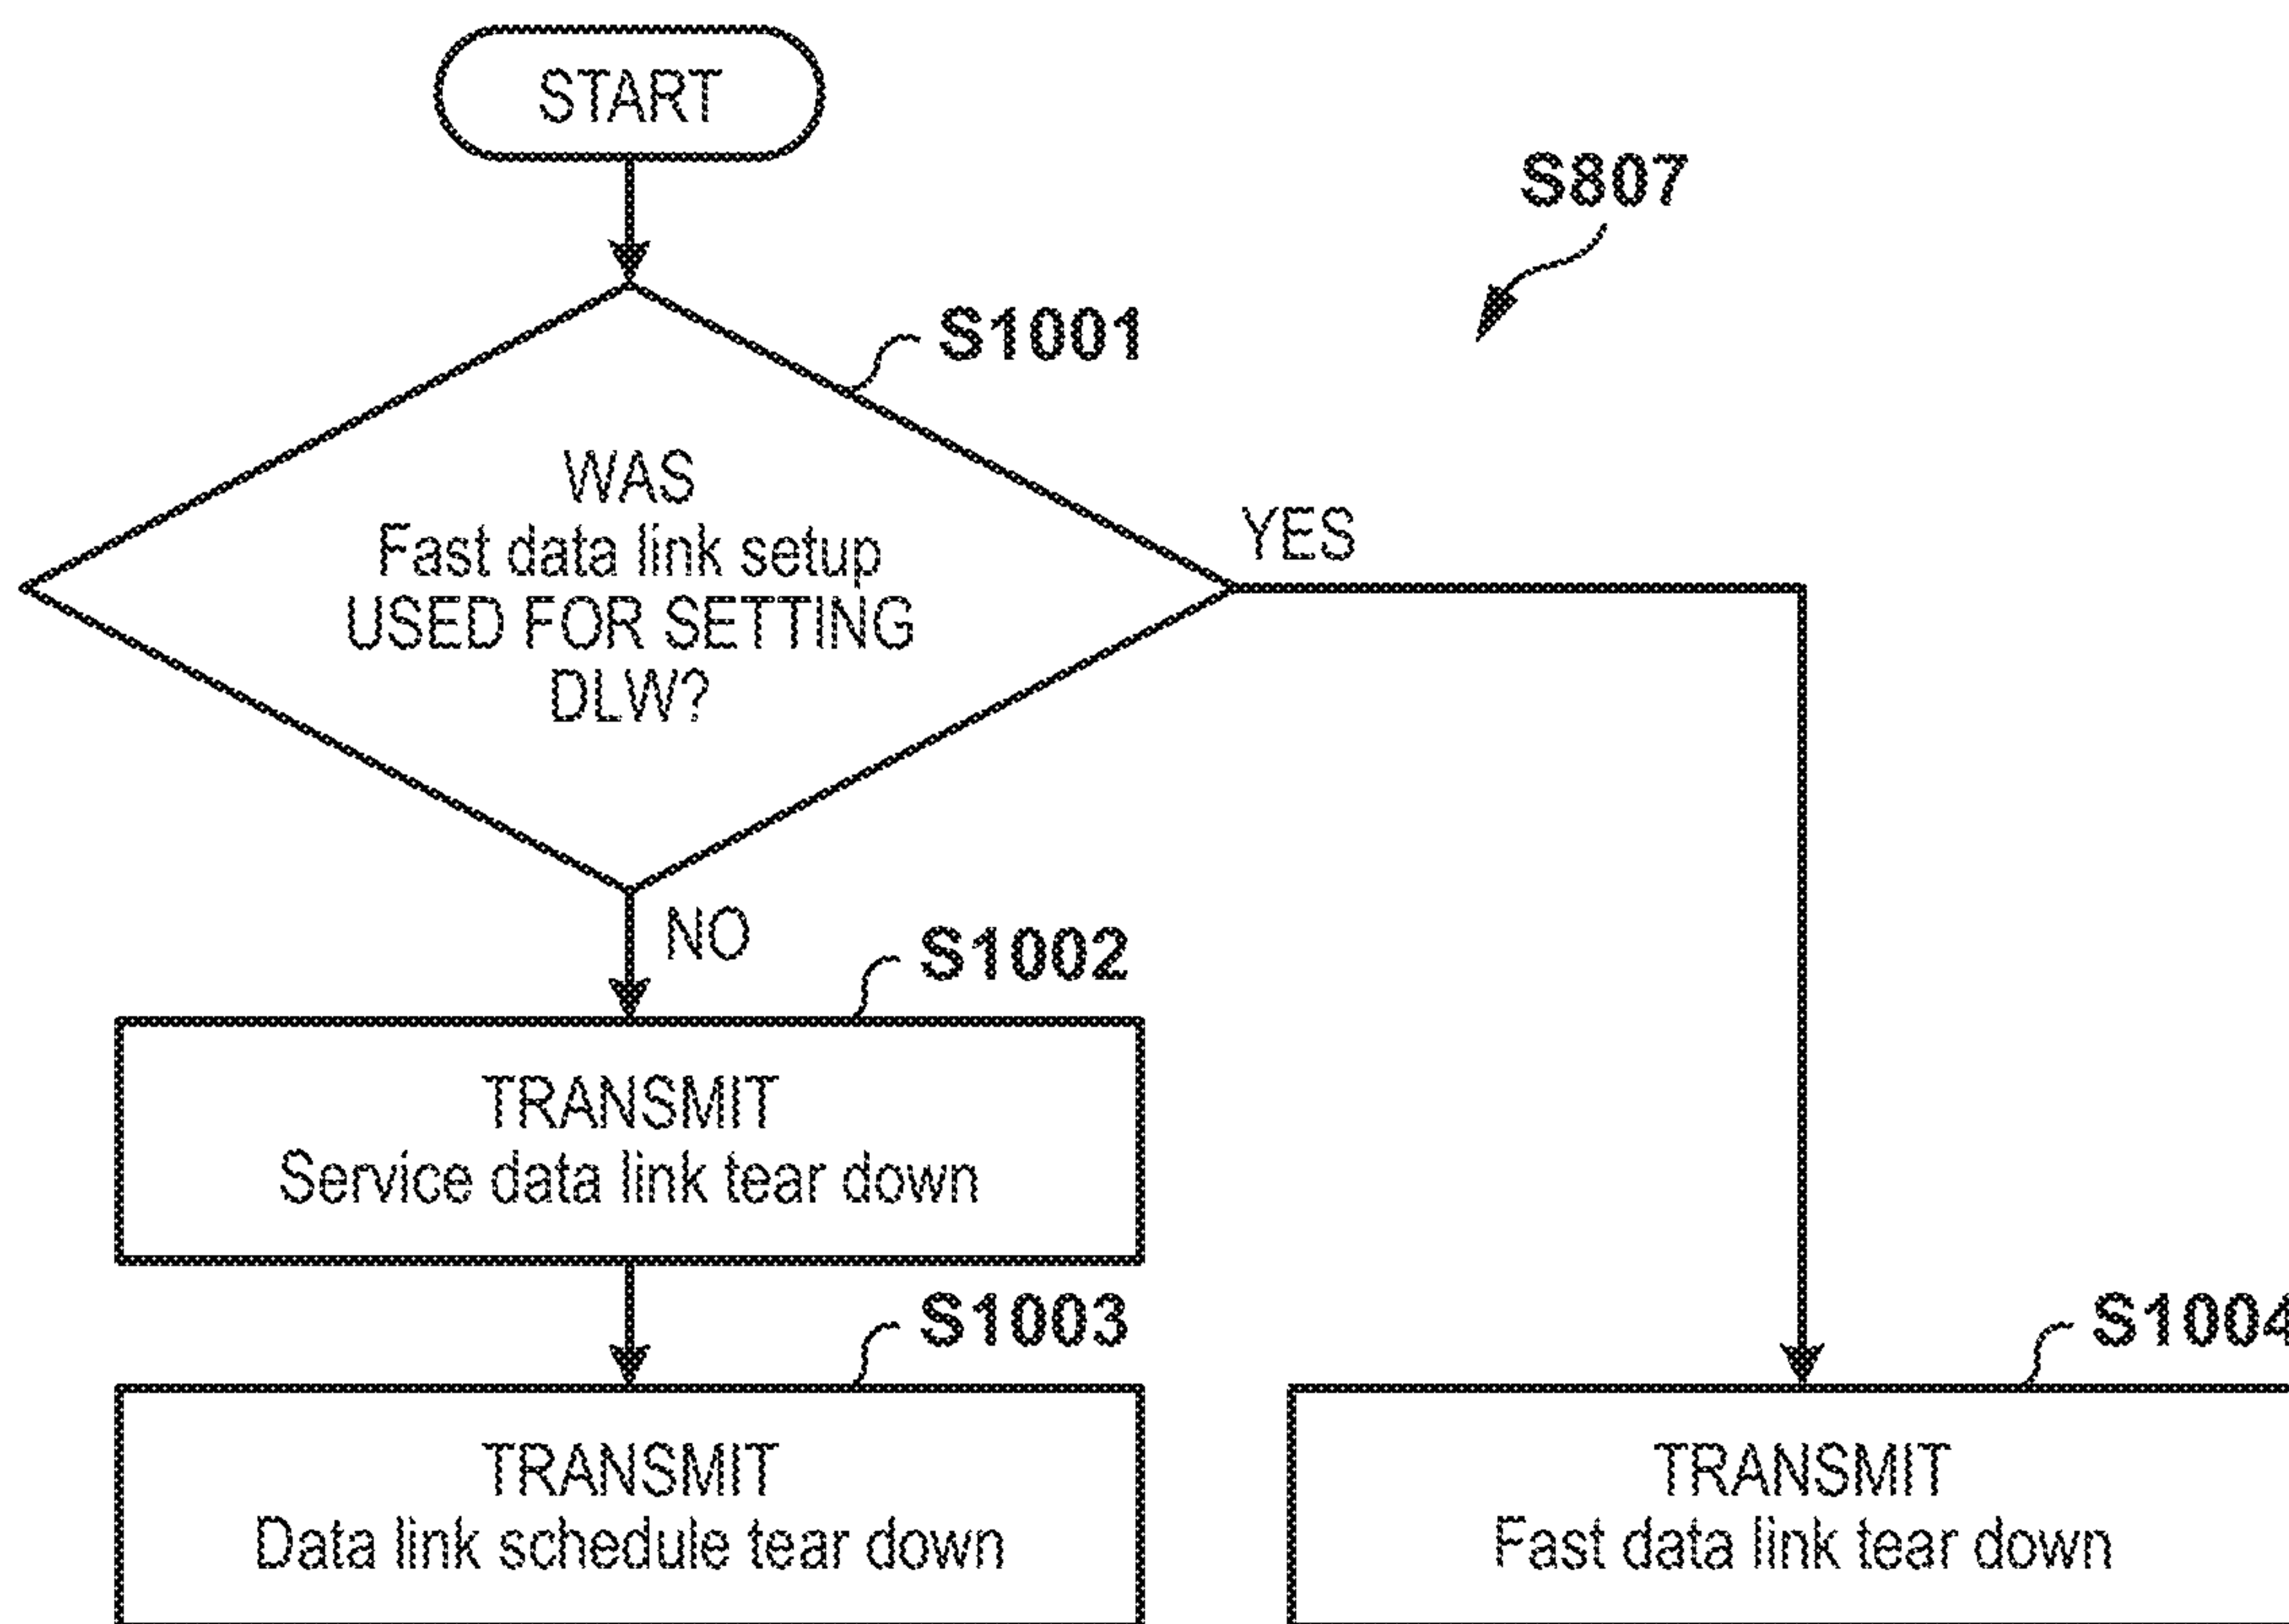 START
S807
S1001
WAS
Fast data link setup
USED FOR SETTING
DLW?
YES
NO
S1002
TRANSMIT
Service data link tear down
S1003
TRANSMIT
Data link schedule tear down
S1004
TRANSMIT
Fast data link tear down